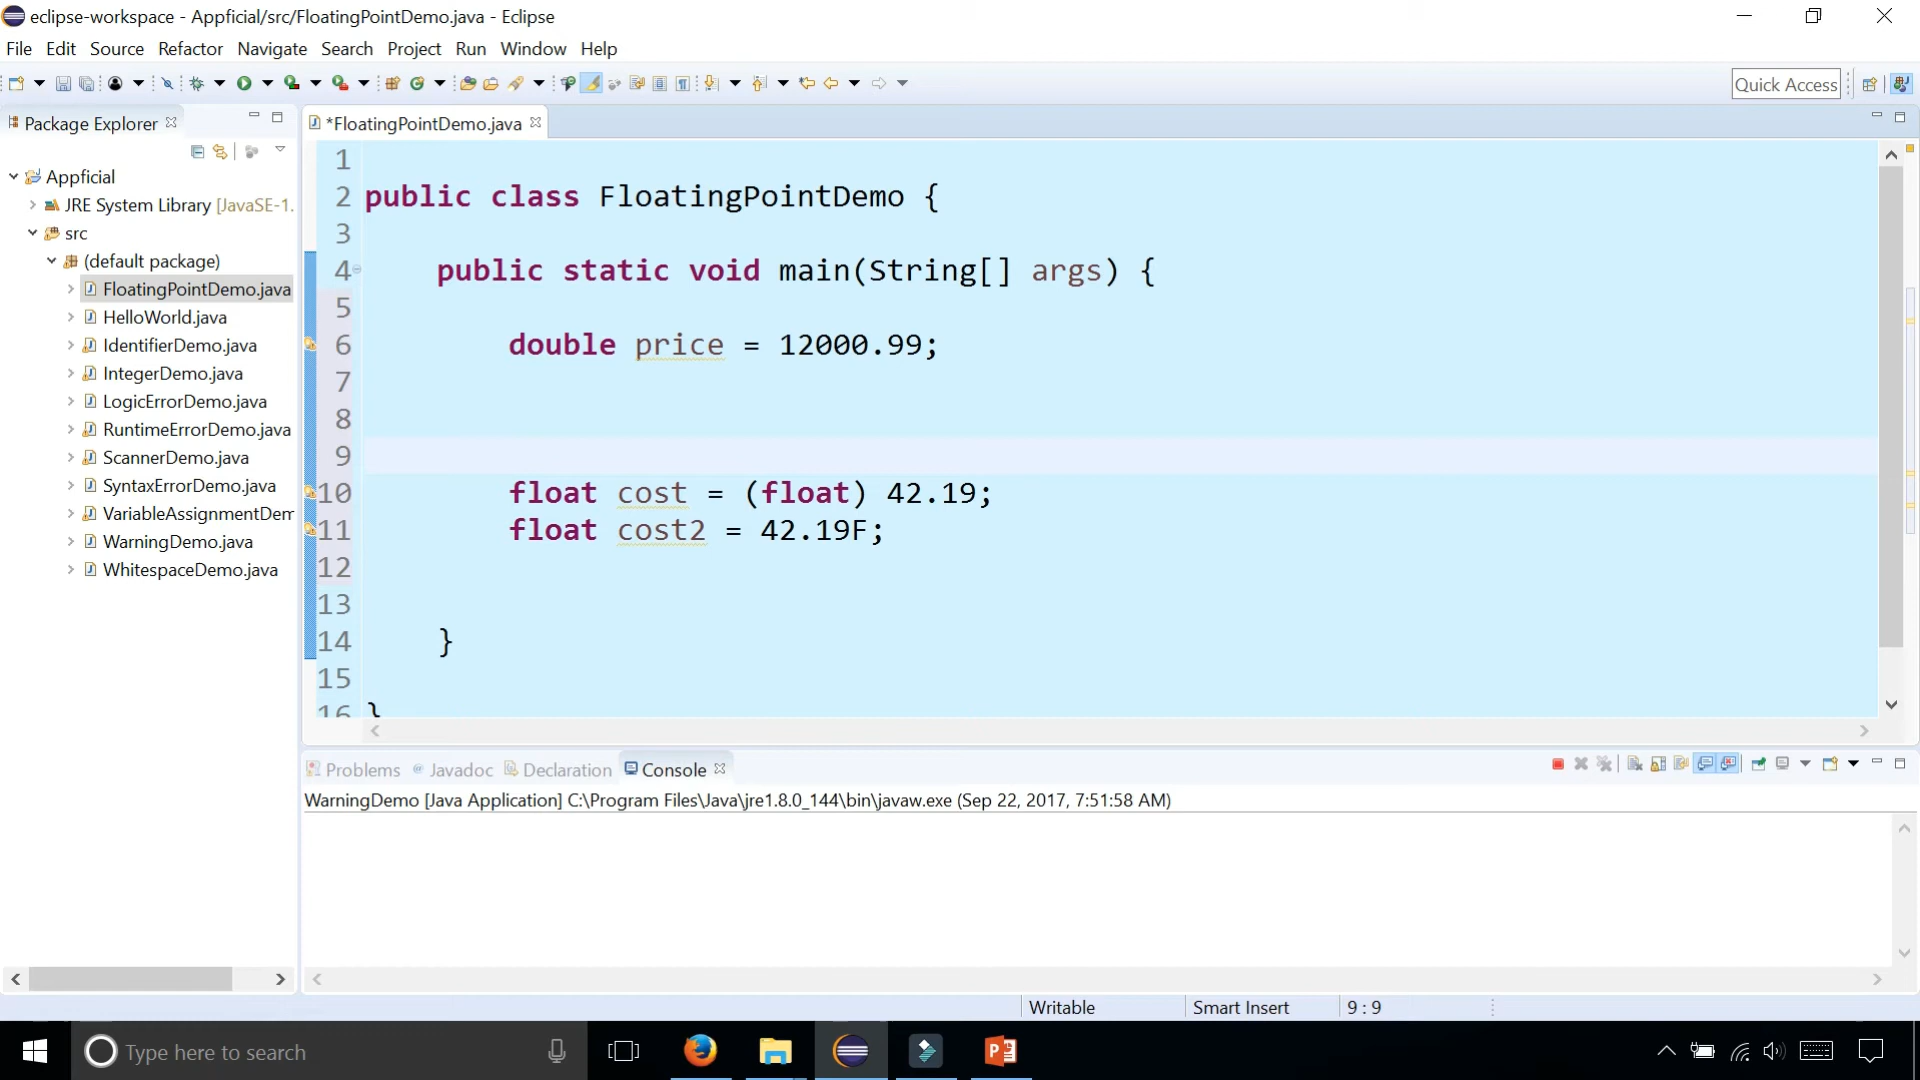 eclipse-workspace - Appficial/src/FloatingPointDemo.java - Eclipse
File Edit Source Refactor Navigate Search Project Run Window Help
Quick Access
Package Explorer
*FloatingPointDemo.java
Appficial
JRE System Library [JavaSE-1.
src
(default package)
FloatingPointDemo.java
HelloWorld.java
IdentifierDemo.java
IntegerDemo.java
LogicErrorDemo.java
RuntimeErrorDemo.java
ScannerDemo.java
SyntaxErrorDemo.java
VariableAssignmentDem
WarningDemo.java
WhitespaceDemo.java
1
2 public class FloatingPointDemo {
3
4 public static void main(String[] args) {
5
6 double price = 12000.99;
7
8
9
10 float cost = (float) 42.19;
11 float cost2 = 42.19F;
12
13
14 }
15
16 }
Problems Javadoc Declaration Console
WarningDemo [Java Application] C:\Program Files\Java\jre1.8.0_144\bin\javaw.exe (Sep 22, 2017, 7:51:58 AM)
Writable Smart Insert 9 : 9
Type here to search